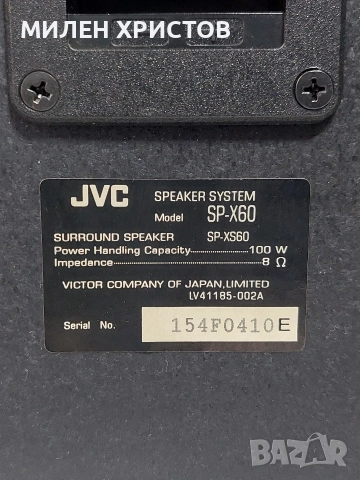 МИЛЕН ХРИСТОВ
JVC SPEAKER SYSTEM
Model SP-X60
SURROUND SPEAKER SP-XS60
Power Handling Capacity 100 W
Impedance 8 Ω
VICTOR COMPANY OF JAPAN, LIMITED
LV41185-002A
Serial No. 154F0410E
BAZAR